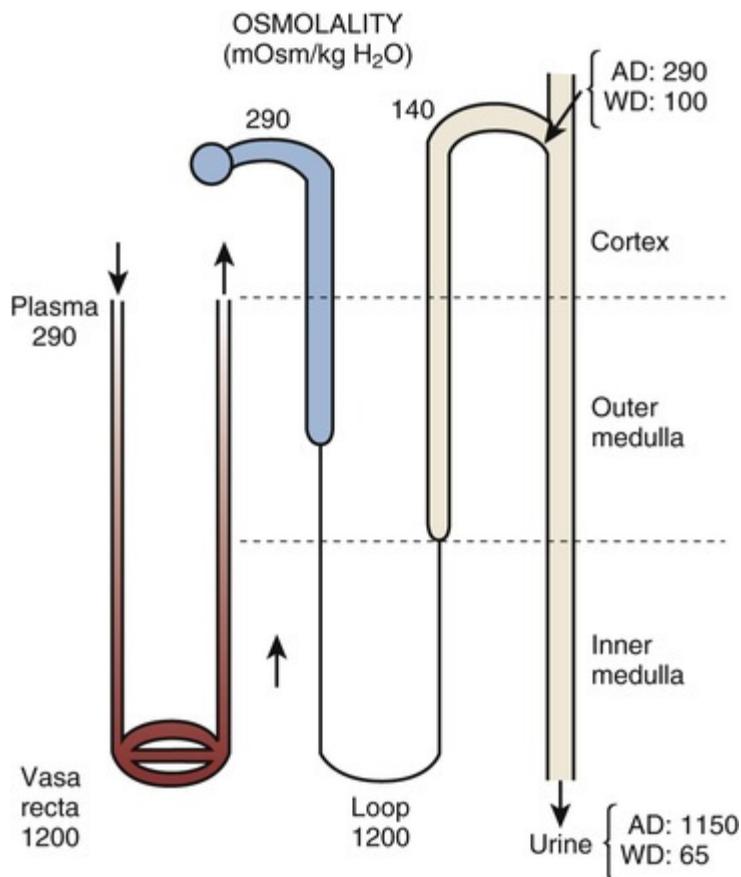 OSMOLALITY
(mOsm/kg H₂O)
AD: 290
WD: 100
290
140
Cortex
Plasma
290
Outer
medulla
Inner
medulla
Vasa
recta
1200
Loop
1200
Urine
AD: 1150
WD: 65